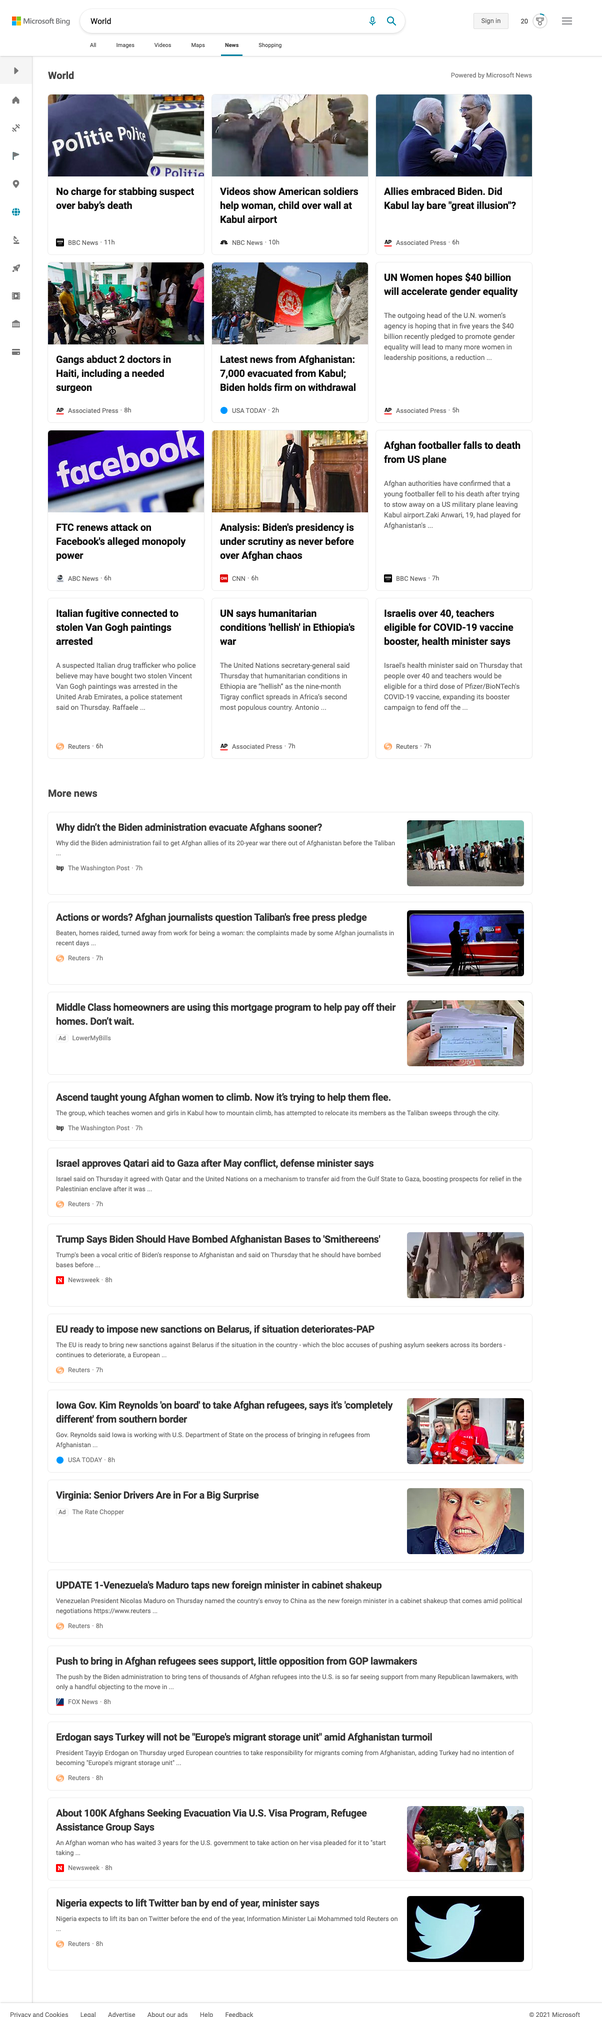 Microsoft Bing
World
Sign in
20
All Images Videos Maps News Shopping
World
Powered by Microsoft News
Politie Police
Politie
No charge for stabbing suspect
over baby's death
BBC News · 11h
Videos show American soldiers
help woman, child over wall at
Kabul airport
NBC News · 10h
Allies embraced Biden. Did
Kabul lay bare "great illusion"?
AP Associated Press · 6h
Gangs abduct 2 doctors in
Haiti, including a needed
surgeon
AP Associated Press · 8h
Latest news from Afghanistan:
7,000 evacuated from Kabul;
Biden holds firm on withdrawal
USA TODAY · 2h
UN Women hopes $40 billion
will accelerate gender equality
The outgoing head of the U.N. women's
agency is hoping that in five years the $40
billion recently pledged to promote gender
equality will lead to many more women in
leadership positions, a reduction ...
AP Associated Press · 5h
facebook
FTC renews attack on
Facebook's alleged monopoly
power
ABC News · 6h
Analysis: Biden's presidency is
under scrutiny as never before
over Afghan chaos
CNN · 6h
Afghan footballer falls to death
from US plane
Afghan authorities have confirmed that a
young footballer fell to his death after trying
to stow away on a US military plane leaving
Kabul airport.Zaki Anwari, 19, had played for
Afghanistan's ...
BBC News · 7h
Italian fugitive connected to
stolen Van Gogh paintings
arrested
A suspected Italian drug trafficker who police
believe may have bought two stolen Vincent
Van Gogh paintings was arrested in the
United Arab Emirates, a police statement
said on Thursday. Raffaele ...
Reuters · 6h
UN says humanitarian
conditions 'hellish' in Ethiopia's
war
The United Nations secretary-general said
Thursday that humanitarian conditions in
Ethiopia are "hellish" as the nine-month
Tigray conflict spreads in Africa's second
most populous country. Antonio ...
AP Associated Press · 7h
Israelis over 40, teachers
eligible for COVID-19 vaccine
booster, health minister says
Israel's health minister said on Thursday that
people over 40 and teachers would be
eligible for a third dose of Pfizer/BioNTech's
COVID-19 vaccine, expanding its booster
campaign to fend off the ...
Reuters · 7h
More news
Why didn't the Biden administration evacuate Afghans sooner?
Why did the Biden administration fail to get Afghan allies of its 20-year war there out of Afghanistan before the Taliban
...
wp The Washington Post · 7h
Actions or words? Afghan journalists question Taliban's free press pledge
Beaten, homes raided, turned away from work for being a woman: the complaints made by some Afghan journalists in
recent days ...
Reuters · 7h
Middle Class homeowners are using this mortgage program to help pay off their
homes. Don't wait.
Ad LowerMyBills
Ascend taught young Afghan women to climb. Now it's trying to help them flee.
The group, which teaches women and girls in Kabul how to mountain climb, has attempted to relocate its members as the Taliban sweeps through the city.
wp The Washington Post · 7h
Israel approves Qatari aid to Gaza after May conflict, defense minister says
Israel said on Thursday it agreed with Qatar and the United Nations on a mechanism to transfer aid from the Gulf State to Gaza, boosting prospects for relief in the
Palestinian enclave after it was ...
Reuters · 7h
Trump Says Biden Should Have Bombed Afghanistan Bases to 'Smithereens'
Trump's been a vocal critic of Biden's response to Afghanistan and said on Thursday that he should have bombed
bases before ...
N Newsweek · 8h
EU ready to impose new sanctions on Belarus, if situation deteriorates-PAP
The EU is ready to bring new sanctions against Belarus if the situation in the country - which the bloc accuses of pushing asylum seekers across its borders -
continues to deteriorate, a European ...
Reuters · 7h
Iowa Gov. Kim Reynolds 'on board' to take Afghan refugees, says it's 'completely
different' from southern border
Gov. Reynolds said Iowa is working with U.S. Department of State on the process of bringing in refugees from
Afghanistan ...
USA TODAY · 8h
Virginia: Senior Drivers Are in For a Big Surprise
Ad The Rate Chopper
UPDATE 1-Venezuela's Maduro taps new foreign minister in cabinet shakeup
Venezuelan President Nicolas Maduro on Thursday named the country's envoy to China as the new foreign minister in a cabinet shakeup that comes amid political
negotiations https://www.reuters ...
Reuters · 8h
Push to bring in Afghan refugees sees support, little opposition from GOP lawmakers
The push by the Biden administration to bring tens of thousands of Afghan refugees into the U.S. is so far seeing support from many Republican lawmakers, with
only a handful objecting to the move in ...
FOX News · 8h
Erdogan says Turkey will not be "Europe's migrant storage unit" amid Afghanistan turmoil
President Tayyip Erdogan on Thursday urged European countries to take responsibility for migrants coming from Afghanistan, adding Turkey had no intention of
becoming "Europe's migrant storage unit" ...
Reuters · 8h
About 100K Afghans Seeking Evacuation Via U.S. Visa Program, Refugee
Assistance Group Says
An Afghan woman who has waited 3 years for the U.S. government to take action on her visa pleaded for it to "start
taking ...
N Newsweek · 8h
Nigeria expects to lift Twitter ban by end of year, minister says
Nigeria expects to lift its ban on Twitter before the end of the year, Information Minister Lai Mohammed told Reuters on
...
Reuters · 8h
Privacy and Cookies Legal Advertise About our ads Help Feedback
© 2021 Microsoft